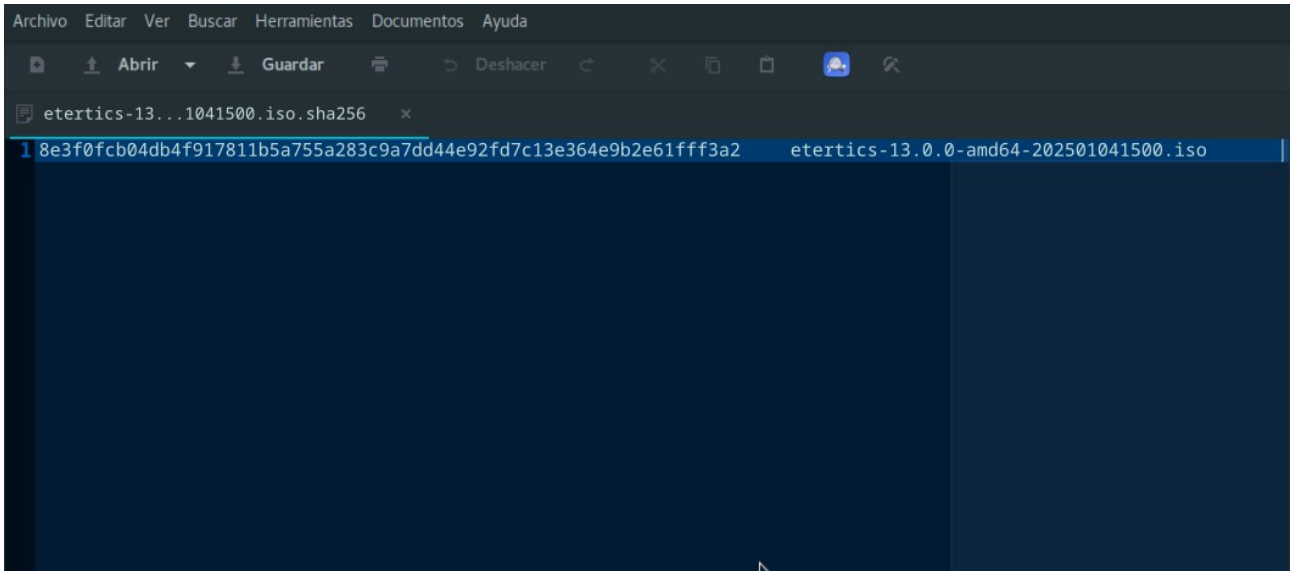 Archivo Editar Ver Buscar Herramientas Documentos Ayuda
Abrir Guardar Deshacer
etertics-13...1041500.iso.sha256 ×
1 8e3f0fcb04db4f917811b5a755a283c9a7dd44e92fd7c13e364e9b2e61fff3a2 etertics-13.0.0-amd64-202501041500.iso